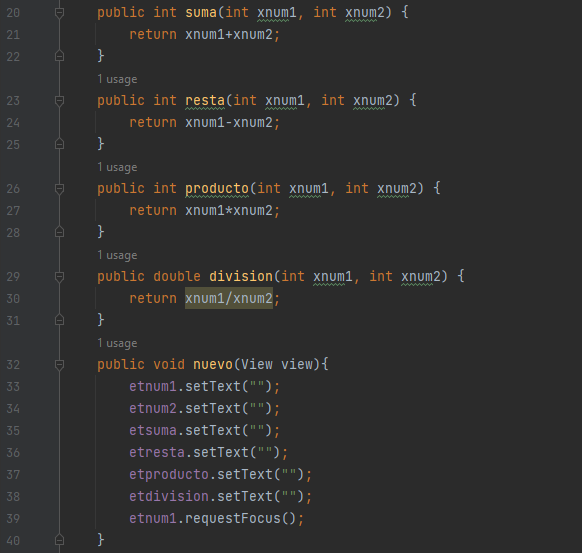 20 public int suma(int xnum1, int xnum2) {
21 return xnum1+xnum2;
22 }
1 usage
23 public int resta(int xnum1, int xnum2) {
24 return xnum1-xnum2;
25 }
1 usage
26 public int producto(int xnum1, int xnum2) {
27 return xnum1*xnum2;
28 }
1 usage
29 public double division(int xnum1, int xnum2) {
30 return xnum1/xnum2;
31 }
1 usage
32 public void nuevo(View view){
33 etnum1.setText("");
34 etnum2.setText("");
35 etsuma.setText("");
36 etresta.setText("");
37 etproducto.setText("");
38 etdivision.setText("");
39 etnum1.requestFocus();
40 }